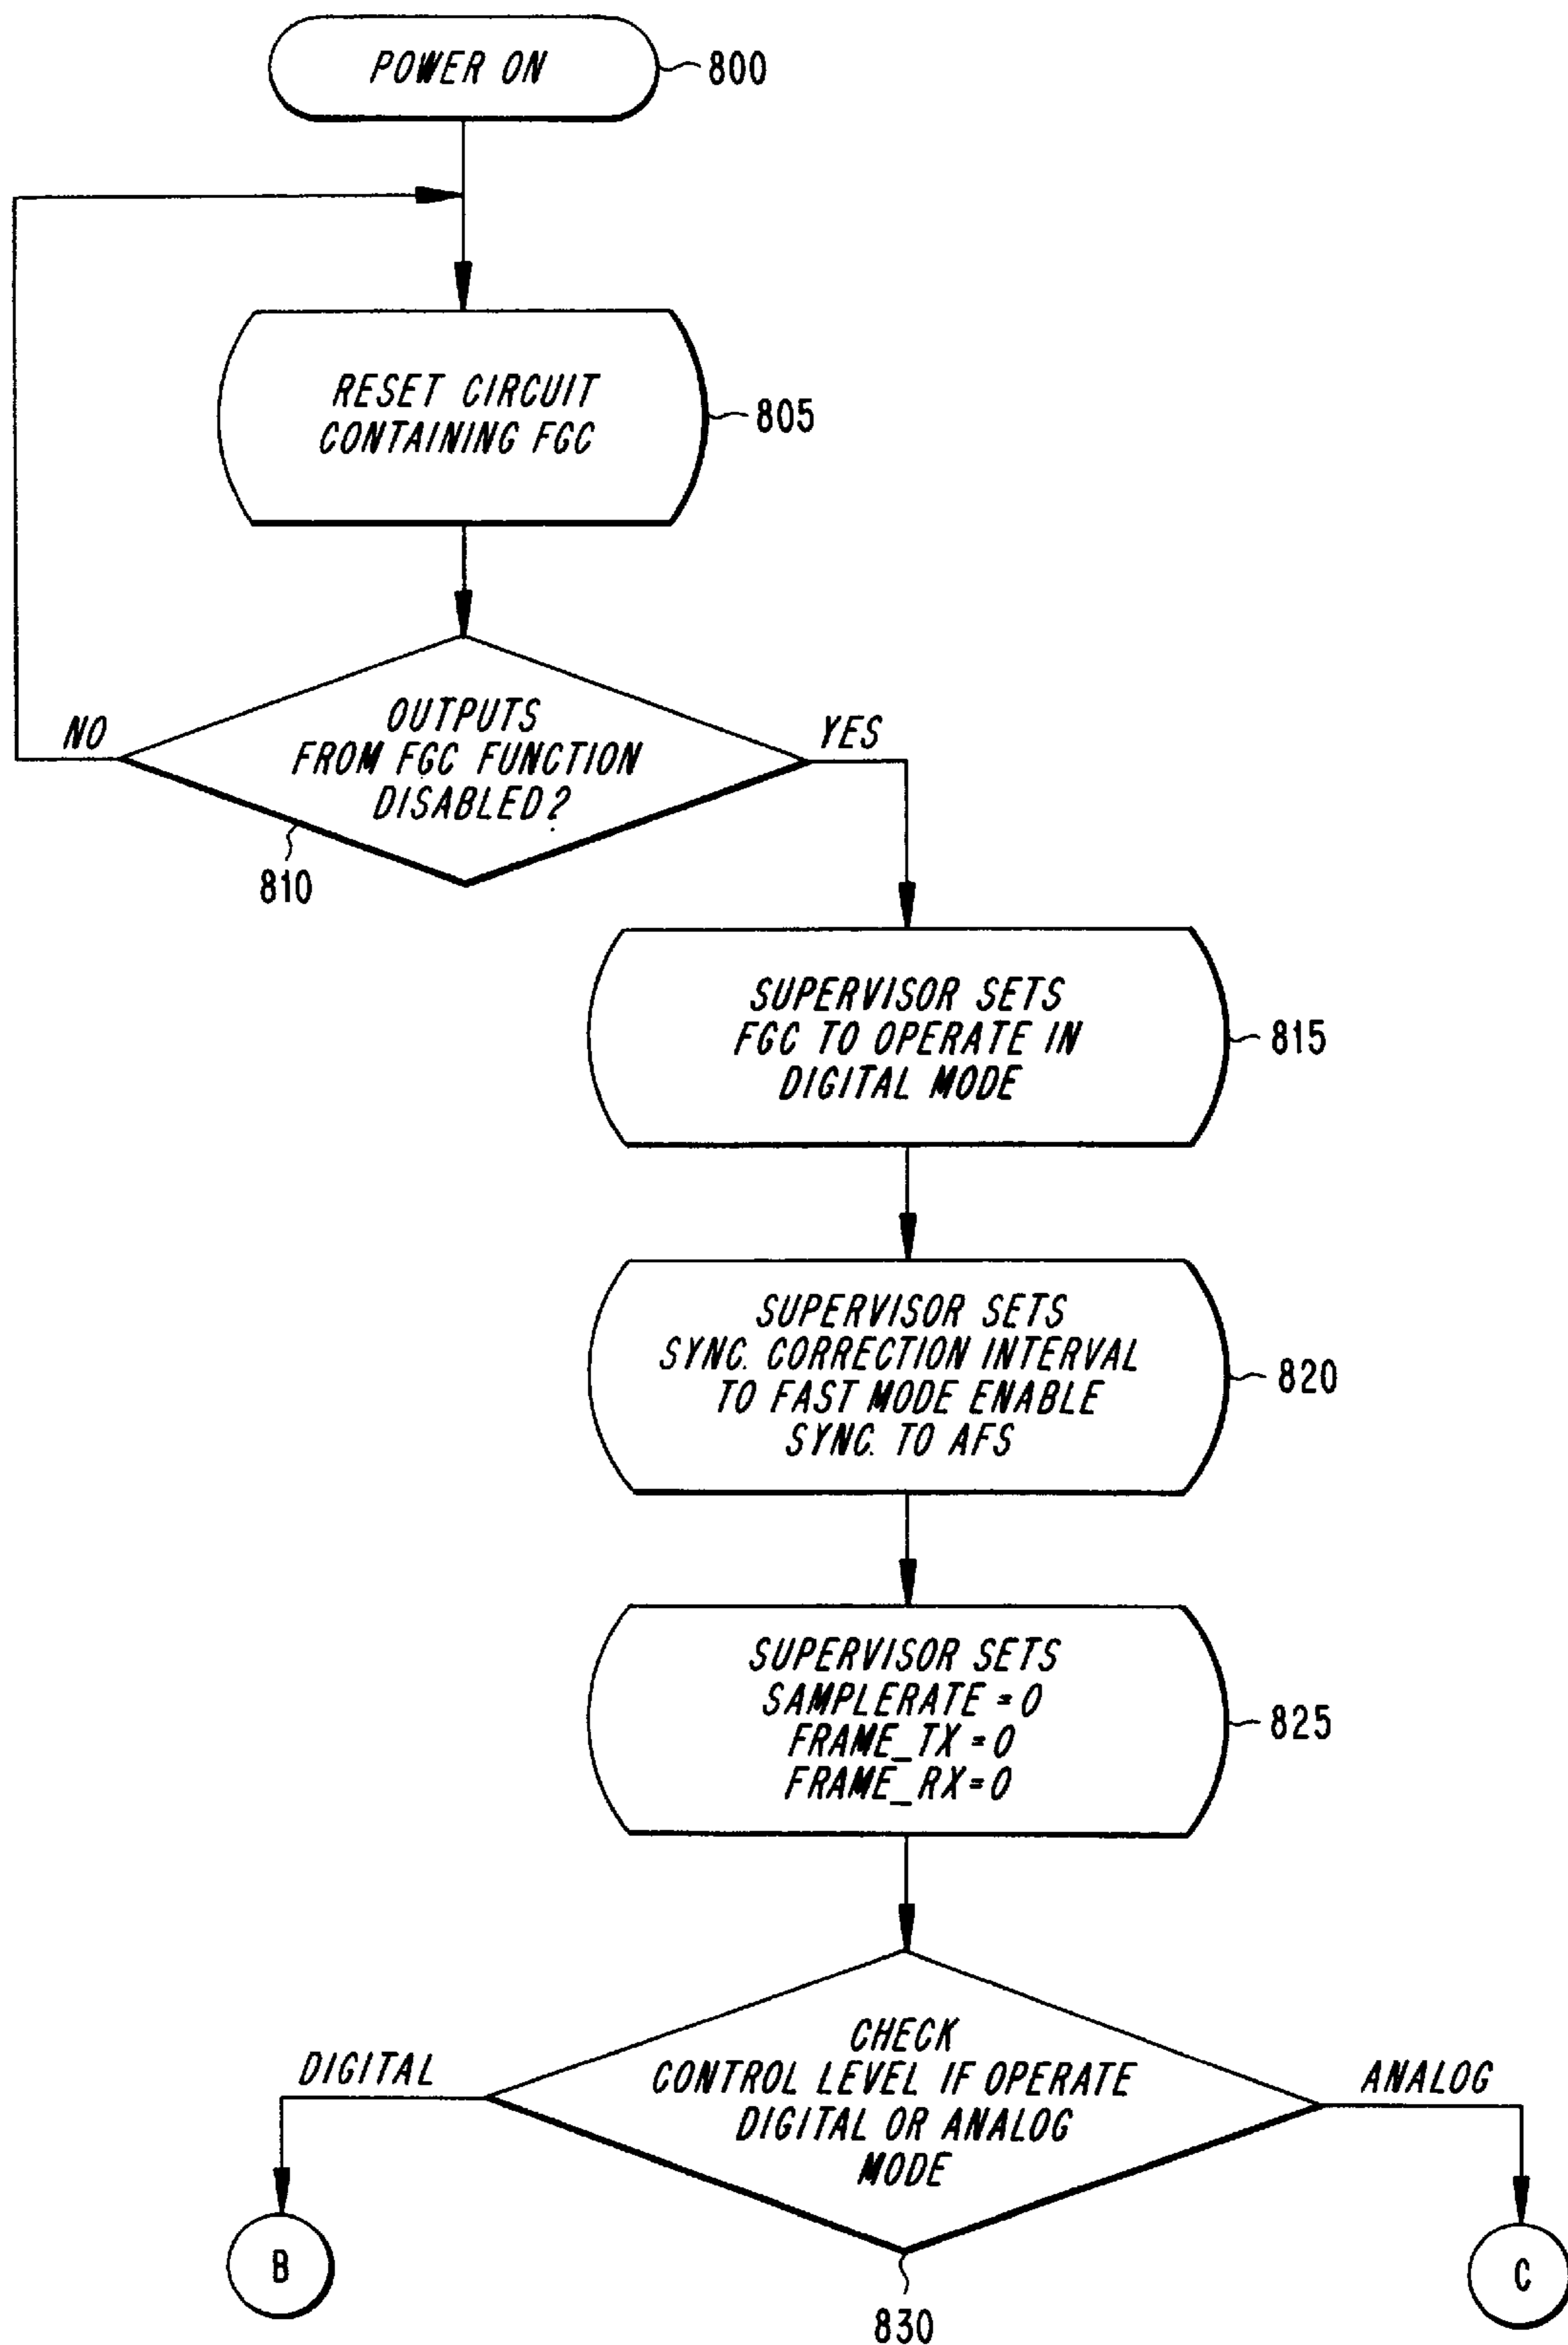 POWER ON
800
RESET CIRCUIT
CONTAINING FGC
805
NO
OUTPUTS
FROM FGC FUNCTION
DISABLED?
YES
810
SUPERVISOR SETS
FGC TO OPERATE IN
DIGITAL MODE
815
SUPERVISOR SETS
SYNC. CORRECTION INTERVAL
TO FAST MODE ENABLE
SYNC. TO AFS
820
SUPERVISOR SETS
SAMPLERATE = 0
FRAME_TX = 0
FRAME_RX = 0
825
DIGITAL
CHECK
CONTROL LEVEL IF OPERATE
DIGITAL OR ANALOG
MODE
ANALOG
B
C
830